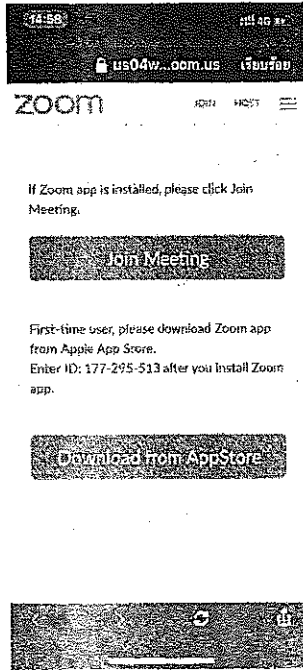 14:58
4G
us04w...oom.us เรียบร้อย
zoom JOIN HOST
If Zoom app is installed, please click Join
Meeting.
Join Meeting
First-time user, please download Zoom app
from Apple App Store.
Enter ID: 177-295-513 after you install Zoom
app.
Download from AppStore